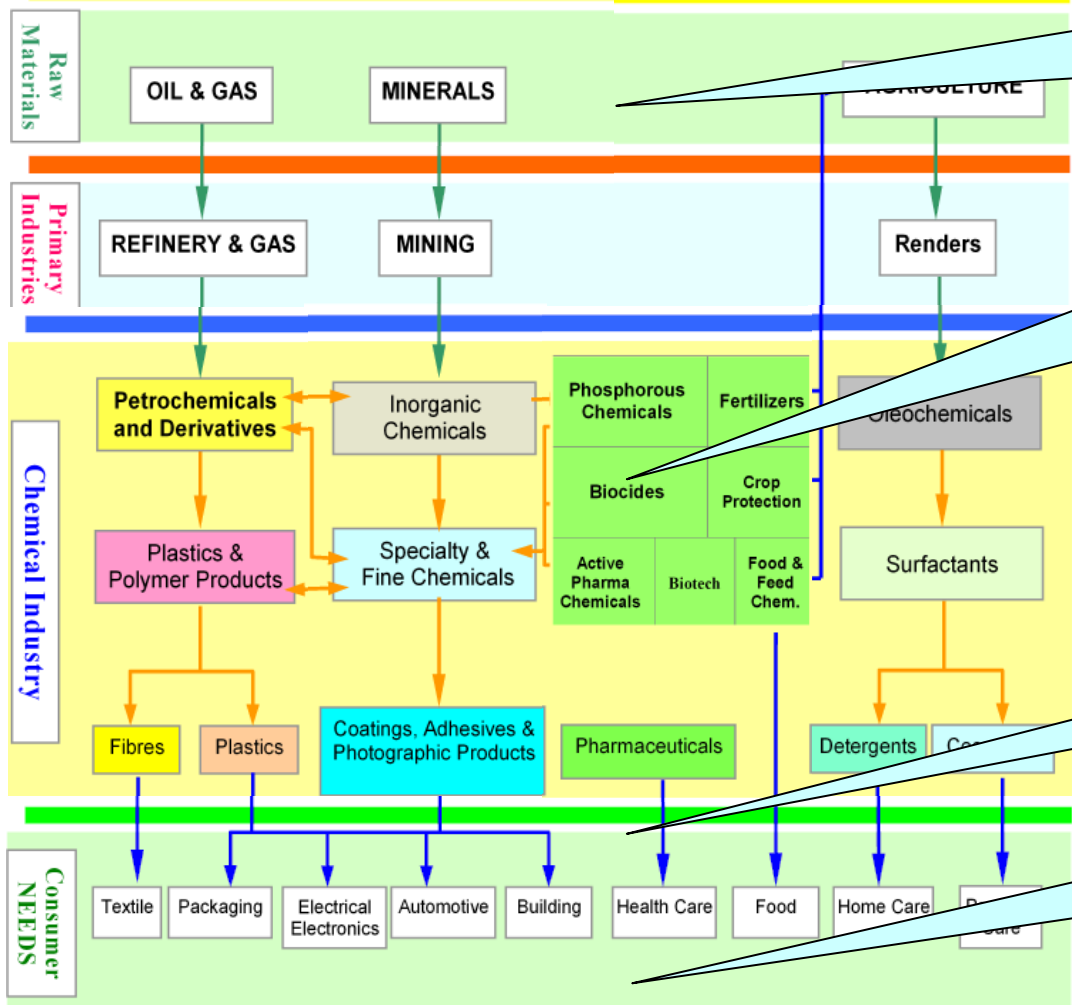 Raw
Materials
OIL & GAS
MINERALS
AGRICULTURE
Primary
Industries
REFINERY & GAS
MINING
Renders
Chemical Industry
Petrochemicals
and Derivatives
Inorganic
Chemicals
Phosphorous
Chemicals
Fertilizers
Oleochemicals
Biocides
Crop
Protection
Plastics &
Polymer Products
Specialty &
Fine Chemicals
Active
Pharma
Chemicals
Biotech
Food &
Feed
Chem.
Surfactants
Fibres
Plastics
Coatings, Adhesives &
Photographic Products
Pharmaceuticals
Detergents
Consumer
NEEDS
Textile
Packaging
Electrical
Electronics
Automotive
Building
Health Care
Food
Home Care